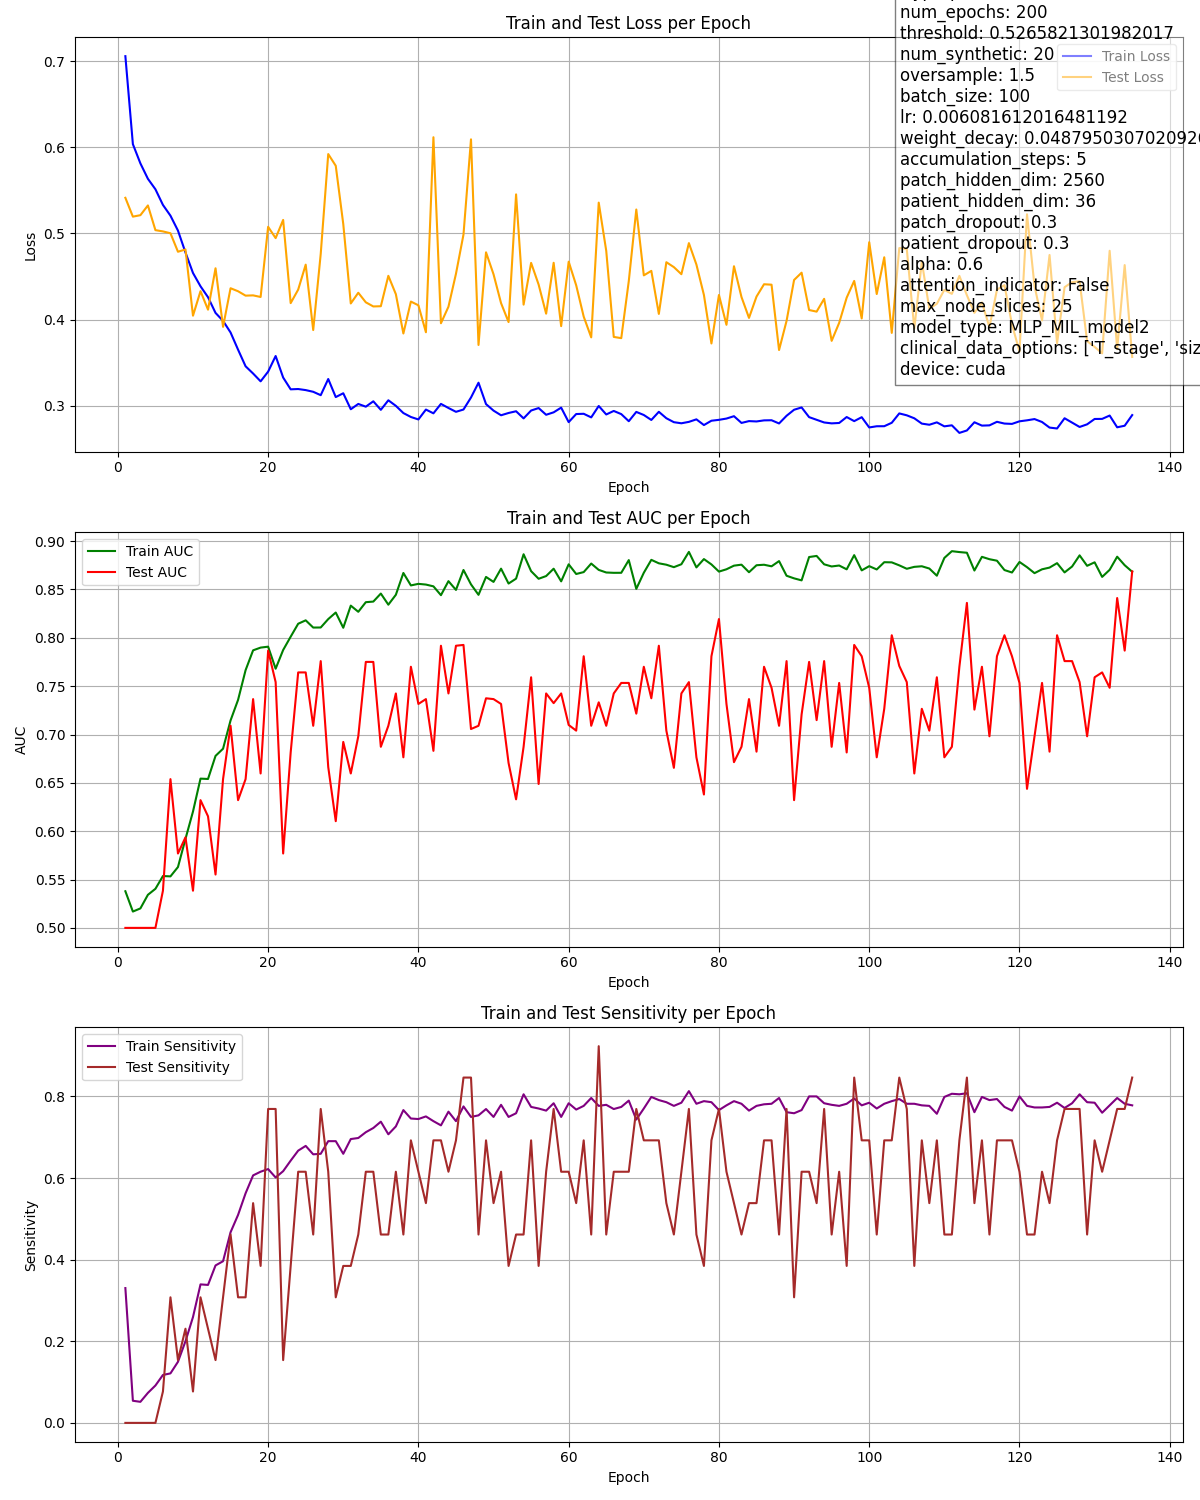 Train and Test Loss per Epoch
num_epochs: 200
threshold: 0.5265821301982017
num_synthetic: 20
oversample: 1.5
batch_size: 100
lr: 0.006081612016481192
weight_decay: 0.048795030702092
accumulation_steps: 5
patch_hidden_dim: 2560
patient_hidden_dim: 36
patch_dropout: 0.3
patient_dropout: 0.3
alpha: 0.6
attention_indicator: False
max_node_slices: 25
model_type: MLP_MIL_model2
clinical_data_options: ['T_stage', 'siz
device: cuda
Train Loss
Test Loss
0.7
0.6
0.5
0.4
0.3
Loss
0 20 40 60 80 100 120 140
Epoch
Train and Test AUC per Epoch
Train AUC
Test AUC
0.90
0.85
0.80
0.75
0.70
0.65
0.60
0.55
0.50
AUC
0 20 40 60 80 100 120 140
Epoch
Train and Test Sensitivity per Epoch
Train Sensitivity
Test Sensitivity
0.8
0.6
0.4
0.2
0.0
Sensitivity
0 20 40 60 80 100 120 140
Epoch